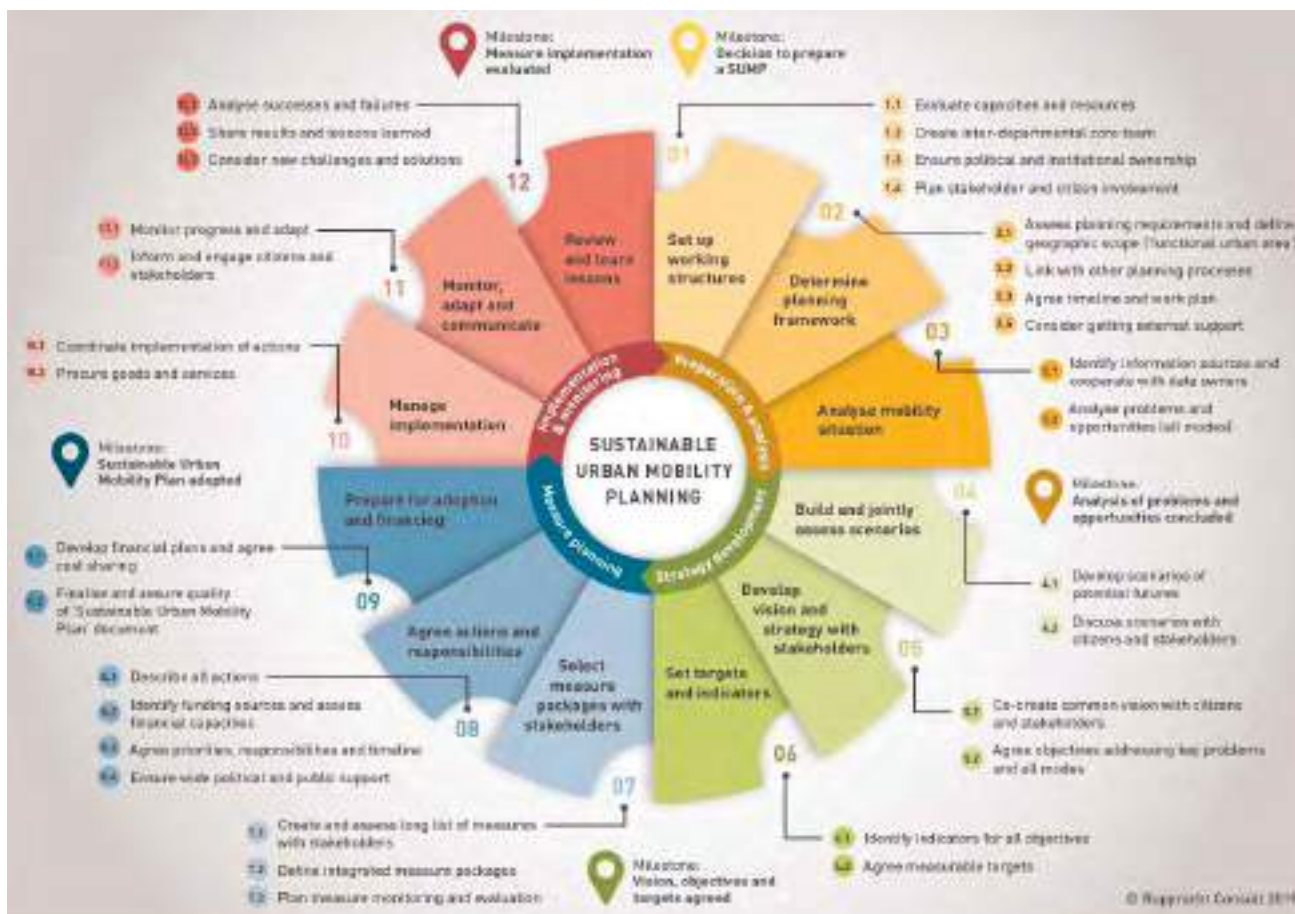 Milestone:
Measure implementation
evaluated
Milestone:
Decision to prepare
a SUMP
Analyse successes and failures
Share results and lessons learned
Consider new challenges and solutions
1.1 Evaluate capacities and resources
1.2 Create inter-departmental core team
1.3 Ensure political and institutional ownership
1.4 Plan stakeholder and citizen involvement
12
01
Review
and learn
lessons
Set up
working
structures
02
2.1 Assess planning requirements and define
geographic scope ('functional urban area')
2.2 Link with other planning processes
2.3 Agree timeline and work plan
Consider getting external support
Determine
planning
framework
Monitor progress and adapt
Inform and engage citizens and
stakeholders
11
Monitor,
adapt and
communicate
03
Identify information sources and
cooperate with data owners
Analyse problems and
opportunities (all modes)
Analyse mobility
situation
Coordinate implementation of actions
Procure goods and services
10
Manage
implementation
Milestone:
Sustainable Urban
Mobility Plan adopted
Implementation
& monitoring
Preparation & analysis
Strategy development
Measure planning
SUSTAINABLE
URBAN MOBILITY
PLANNING
Milestone:
Analysis of problems and
opportunities concluded
04
Build and jointly
assess scenarios
4.1 Develop scenarios of
potential futures
4.2 Discuss scenarios with
citizens and stakeholders
Prepare for adoption
and financing
Develop financial plans and agree
cost sharing
Finalise and assure quality
of 'Sustainable Urban Mobility
Plan' document
09
Develop
vision and
strategy with
stakeholders
05
Co-create common vision with citizens
and stakeholders
Agree objectives addressing key problems
and all modes
Agree actions and
responsibilities
08
Describe all actions
Identify funding sources and assess
financial capacities
Agree priorities, responsibilities and timeline
Ensure wide political and public support
Select
measure
packages with
stakeholders
07
Set targets
and indicators
06
Identify indicators for all objectives
Agree measurable targets
Create and assess long list of measures
with stakeholders
Define integrated measure packages
Plan measure monitoring and evaluation
Milestone:
Vision, objectives and
targets agreed
© Rupprecht Consult 2019